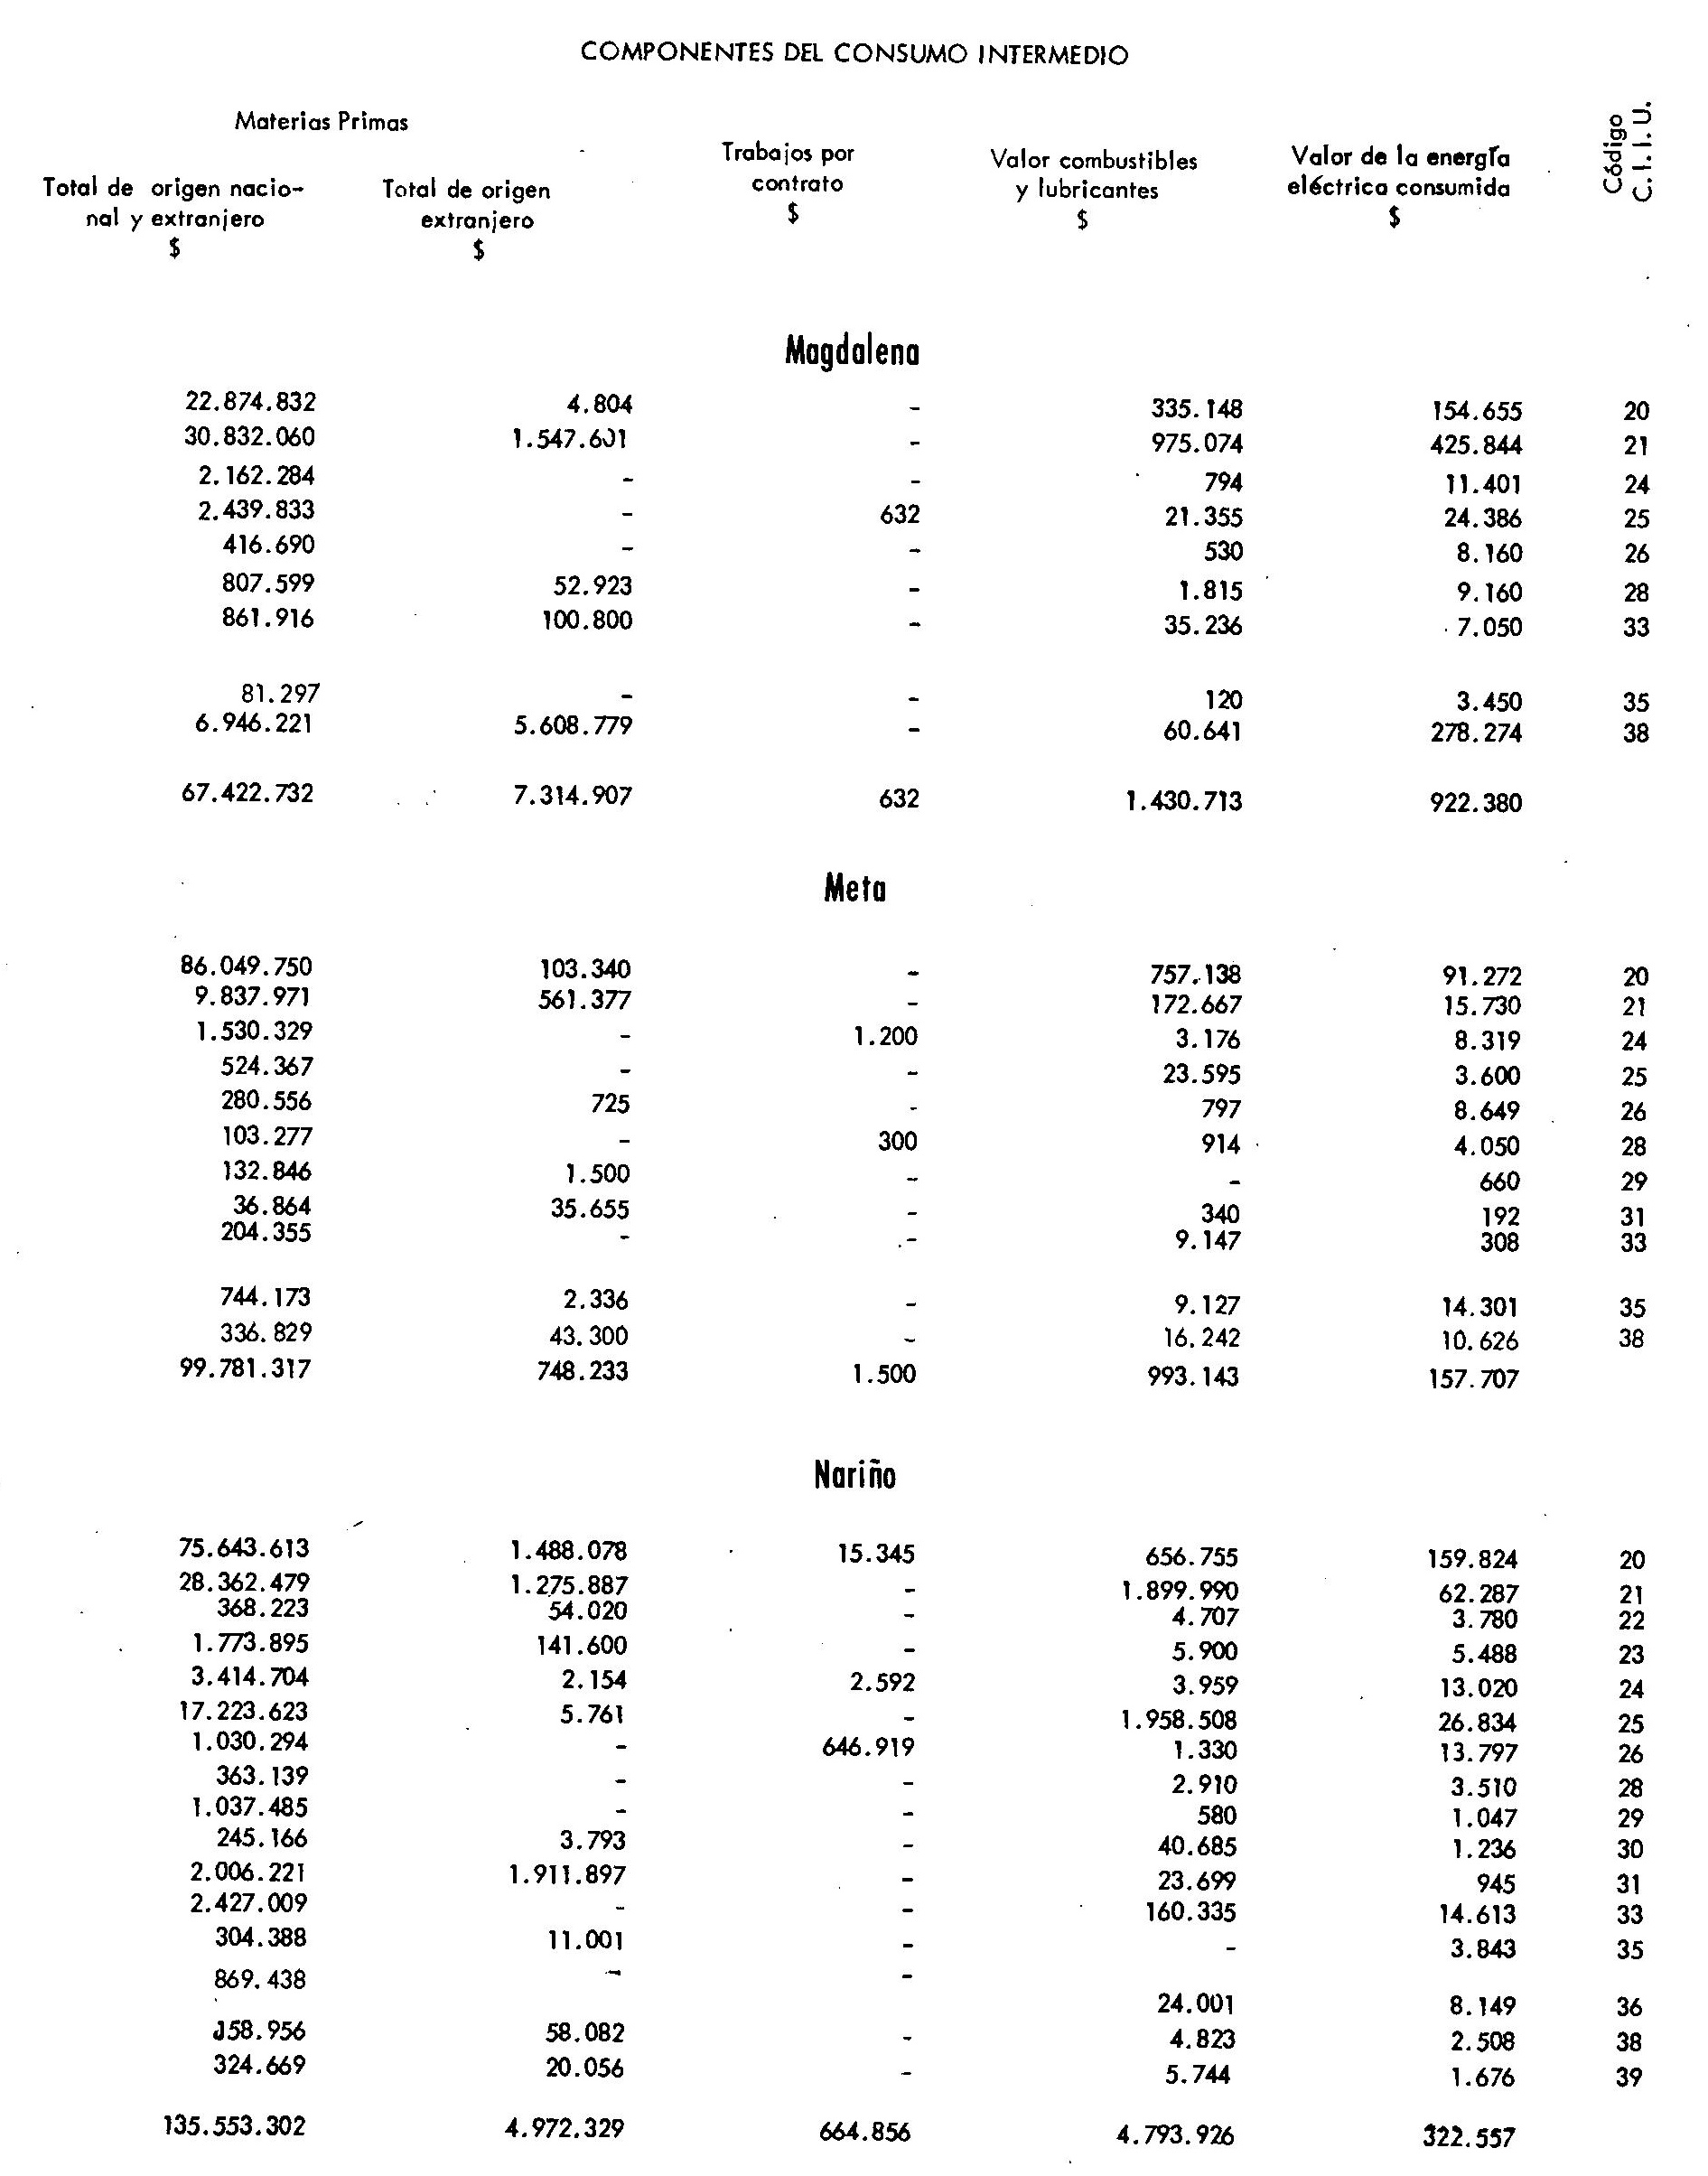 COMPONENTES DEL CONSUMO INTERMEDIO
Materias Primas
Total de origen nacio-
nal y extranjero
$
Total de origen
extranjero
$
Trabajos por
contrato
$
Valor combustibles
y lubricantes
$
Valor de la energía
eléctrica consumida
$
Código
C.I.I.U.
Magdalena
22.874.832 4.804 - 335.148 154.655 20
30.832.060 1.547.601 - 975.074 425.844 21
2.162.284 - - 794 11.401 24
2.439.833 - 632 21.355 24.386 25
416.690 - - 530 8.160 26
807.599 52.923 - 1.815 9.160 28
861.916 100.800 - 35.236 7.050 33
81.297 - - 120 3.450 35
6.946.221 5.608.779 - 60.641 278.274 38
67.422.732 7.314.907 632 1.430.713 922.380
Meta
86.049.750 103.340 - 757.138 91.272 20
9.837.971 561.377 - 172.667 15.730 21
1.530.329 - 1.200 3.176 8.319 24
524.367 - - 23.595 3.600 25
280.556 725 - 797 8.649 26
103.277 - 300 914 4.050 28
132.846 1.500 - - 660 29
36.864 35.655 - 340 192 31
204.355 - - 9.147 308 33
744.173 2.336 - 9.127 14.301 35
336.829 43.300 - 16.242 10.626 38
99.781.317 748.233 1.500 993.143 157.707
Nariño
75.643.613 1.488.078 15.345 656.755 159.824 20
28.362.479 1.275.887 - 1.899.990 62.287 21
368.223 54.020 - 4.707 3.780 22
1.773.895 141.600 - 5.900 5.488 23
3.414.704 2.154 2.592 3.959 13.020 24
17.223.623 5.761 - 1.958.508 26.834 25
1.030.294 - 646.919 1.330 13.797 26
363.139 - - 2.910 3.510 28
1.037.485 - - 580 1.047 29
245.166 3.793 - 40.685 1.236 30
2.006.221 1.911.897 - 23.699 945 31
2.427.009 - - 160.335 14.613 33
304.388 11.001 - - 3.843 35
869.438 - - 24.001 8.149 36
158.956 58.082 - 4.823 2.508 38
324.669 20.056 - 5.744 1.676 39
135.553.302 4.972.329 664.856 4.793.926 322.557